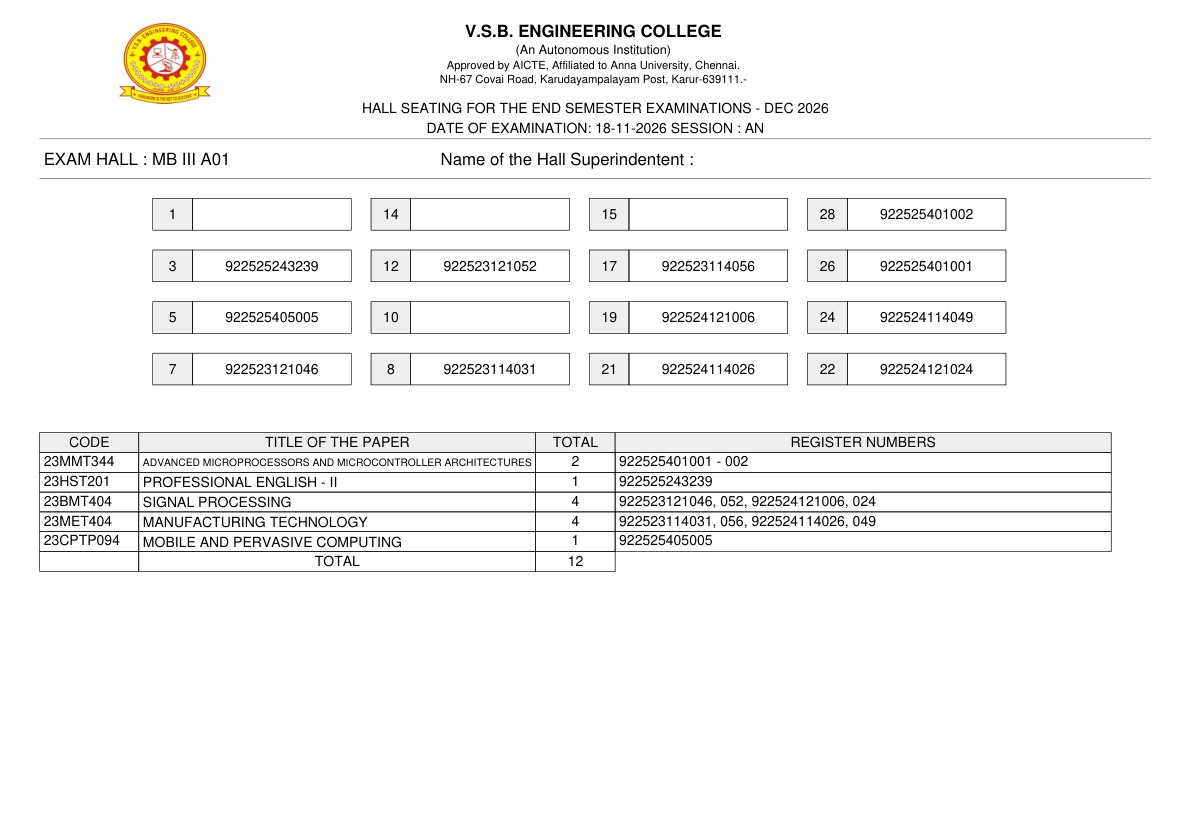 V.S.B. ENGINEERING COLLEGE
(An Autonomous Institution)
Approved by AICTE, Affiliated to Anna University, Chennai.
NH-67 Covai Road, Karudayampalayam Post, Karur-639111.-
HALL SEATING FOR THE END SEMESTER EXAMINATIONS - DEC 2026
DATE OF EXAMINATION: 18-11-2026 SESSION : AN
EXAM HALL : MB III A01 Name of the Hall Superintendent :
1 14 15 28 922525401002
3 922525243239 12 922523121052 17 922523114056 26 922525401001
5 922525405005 10 19 922524121006 24 922524114049
7 922523121046 8 922523114031 21 922524114026 22 922524121024
CODE TITLE OF THE PAPER TOTAL REGISTER NUMBERS
23MMT344 ADVANCED MICROPROCESSORS AND MICROCONTROLLER ARCHITECTURES 2 922525401001 - 002
23HST201 PROFESSIONAL ENGLISH - II 1 922525243239
23BMT404 SIGNAL PROCESSING 4 922523121046, 052, 922524121006, 024
23MET404 MANUFACTURING TECHNOLOGY 4 922523114031, 056, 922524114026, 049
23CPTP094 MOBILE AND PERVASIVE COMPUTING 1 922525405005
TOTAL 12